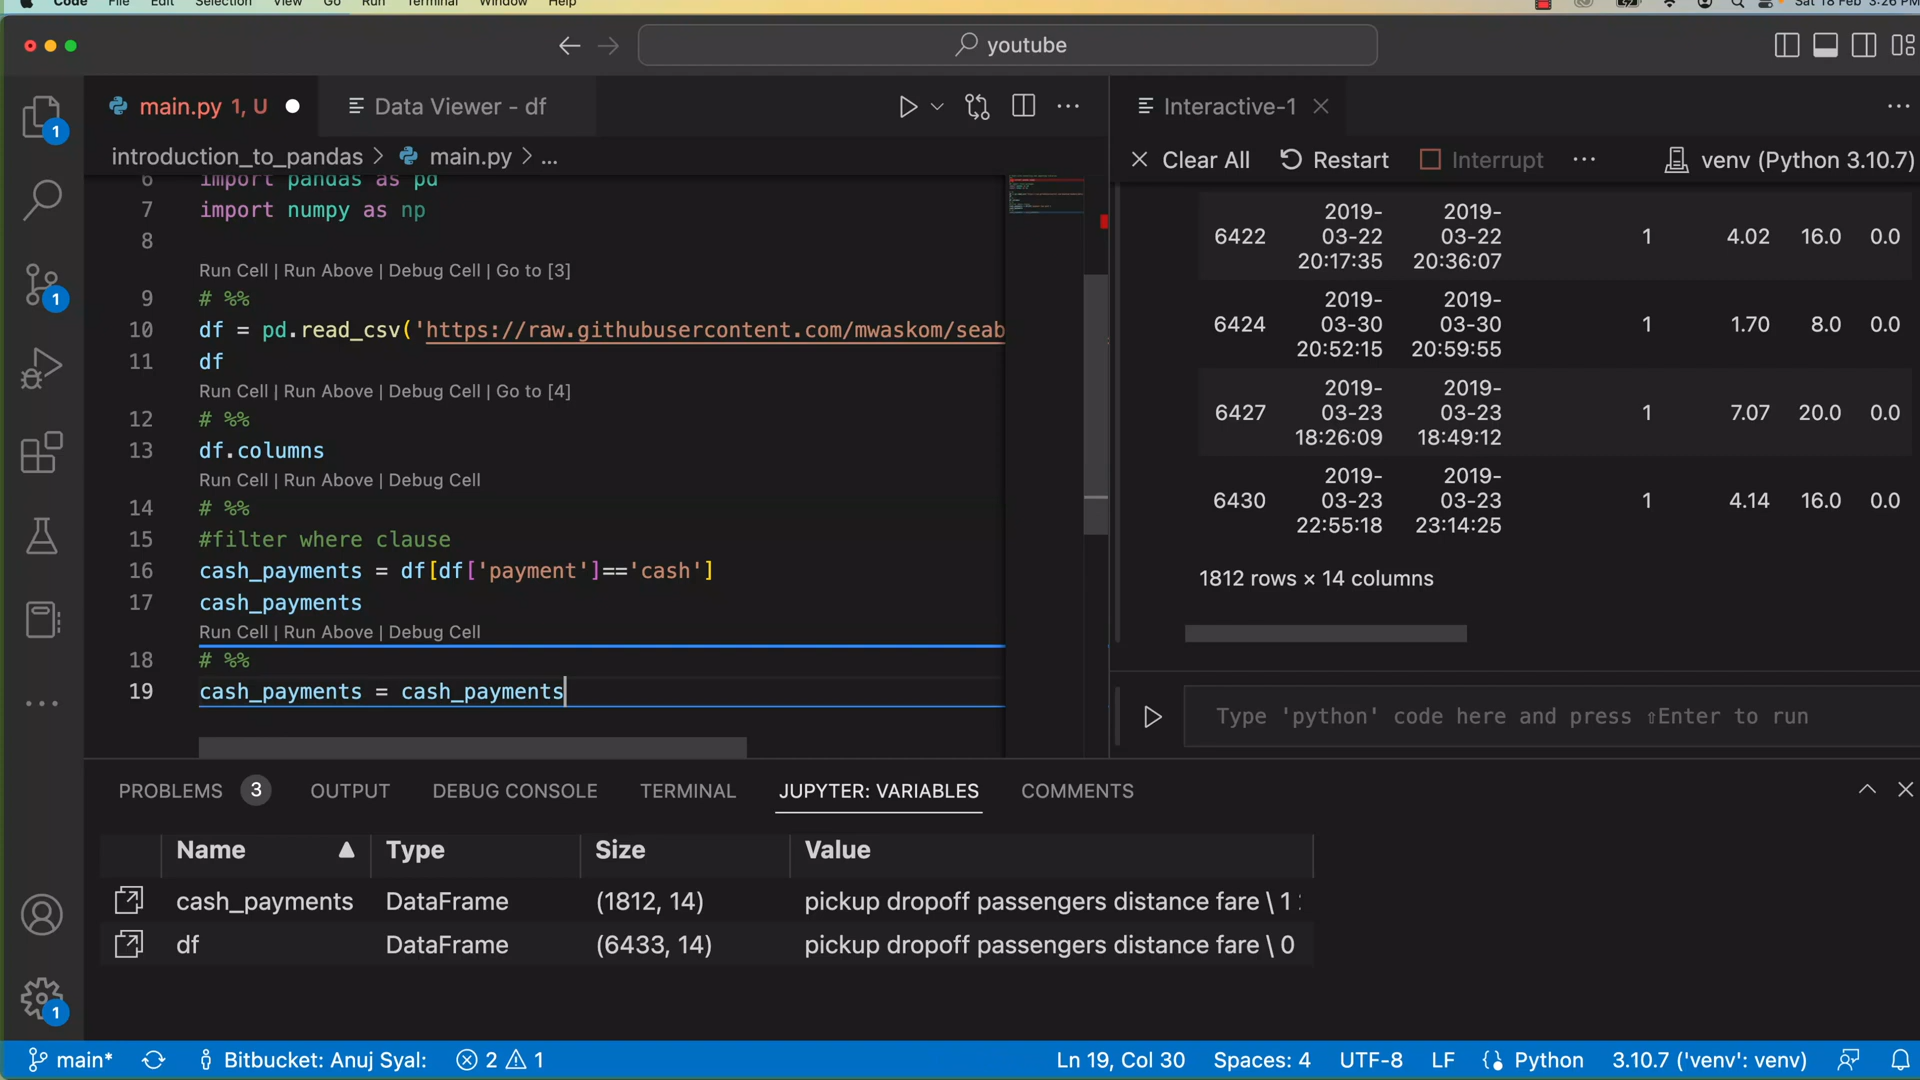 Code File Edit Selection View Go Run Terminal Window Help Sat 18 Feb 3:26 PM
youtube
main.py 1, U
Data Viewer - df
introduction_to_pandas > main.py > ...
6 import pandas as pd
7 import numpy as np
8
Run Cell | Run Above | Debug Cell | Go to [3]
9 # %%
10 df = pd.read_csv('https://raw.githubusercontent.com/mwaskom/seab
11 df
Run Cell | Run Above | Debug Cell | Go to [4]
12 # %%
13 df.columns
Run Cell | Run Above | Debug Cell
14 # %%
15 #filter where clause
16 cash_payments = df[df['payment']=='cash']
17 cash_payments
Run Cell | Run Above | Debug Cell
18 # %%
19 cash_payments = cash_payments
Interactive-1
Clear All Restart Interrupt ... venv (Python 3.10.7)
2019- 2019-
6422 03-22 03-22 1 4.02 16.0 0.0
20:17:35 20:36:07
2019- 2019-
6424 03-30 03-30 1 1.70 8.0 0.0
20:52:15 20:59:55
2019- 2019-
6427 03-23 03-23 1 7.07 20.0 0.0
18:26:09 18:49:12
2019- 2019-
6430 03-23 03-23 1 4.14 16.0 0.0
22:55:18 23:14:25
1812 rows × 14 columns
Type 'python' code here and press ⇧Enter to run
PROBLEMS 3 OUTPUT DEBUG CONSOLE TERMINAL JUPYTER: VARIABLES COMMENTS
Name Type Size Value
cash_payments DataFrame (1812, 14) pickup dropoff passengers distance fare \ 1
df DataFrame (6433, 14) pickup dropoff passengers distance fare \ 0
1
1
1
main* Bitbucket: Anuj Syal: 2 1 Ln 19, Col 30 Spaces: 4 UTF-8 LF Python 3.10.7 ('venv': venv)